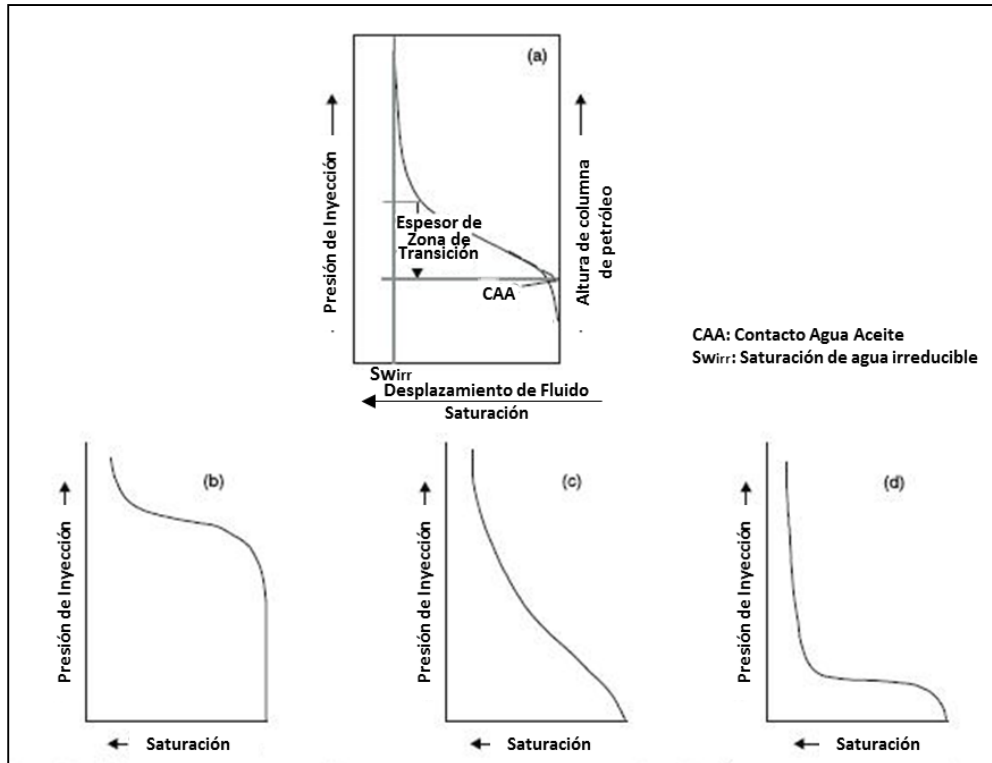 (a)
Presión de Inyección
Altura de columna
de petróleo
Espesor de
Zona de
Transición
CAA
CAA: Contacto Agua Aceite
Swirr: Saturación de agua irreducible
Swirr
Desplazamiento de Fluido
Saturación
(b)
Presión de Inyección
Saturación
(c)
Presión de Inyección
Saturación
(d)
Presión de Inyección
Saturación